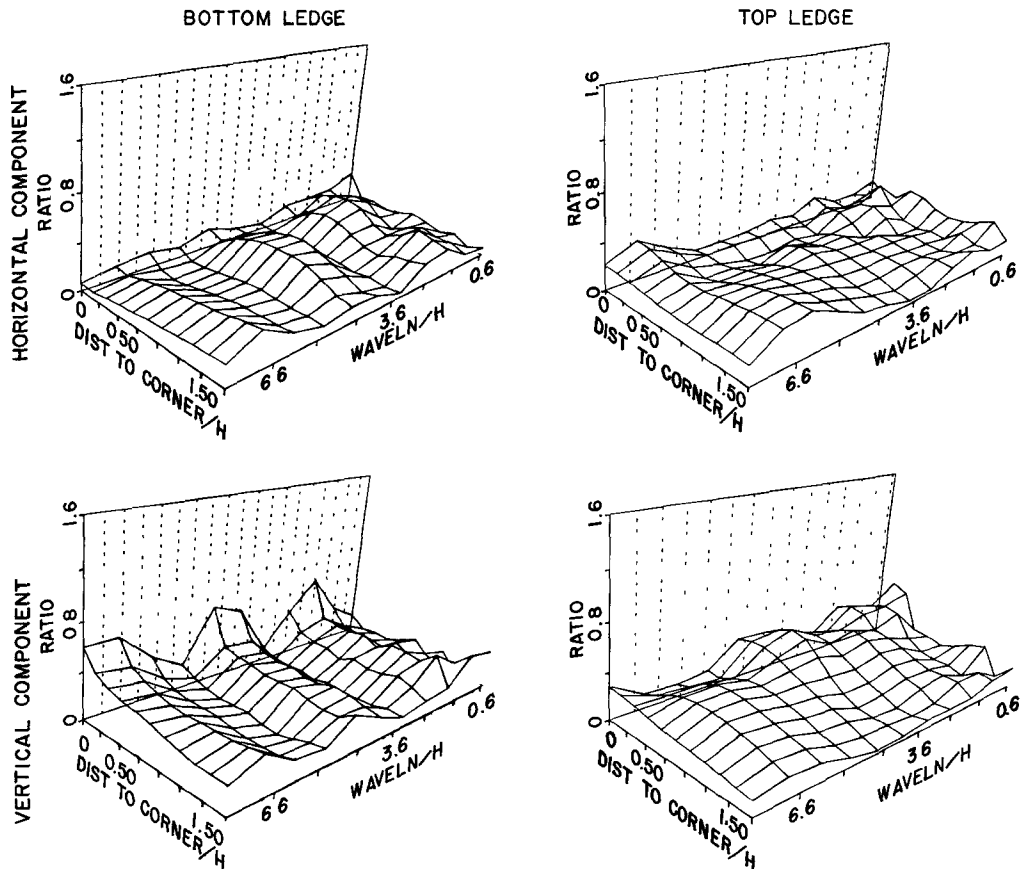 BOTTOM LEDGE
TOP LEDGE
HORIZONTAL COMPONENT
RATIO
1.6
0.8
0
0
0.50
1.50
DIST TO CORNER/H
6.6
3.6
0.6
WAVELN/H
RATIO
1.6
0.8
0
0
0.50
1.50
DIST TO CORNER/H
6.6
3.6
0.6
WAVELN/H
VERTICAL COMPONENT
RATIO
1.6
0.8
0
0
0.50
1.50
DIST TO CORNER/H
6.6
3.6
0.6
WAVELN/H
RATIO
1.6
0.8
0
0
0.50
1.50
DIST TO CORNER/H
6.6
3.6
0.6
WAVELN/H